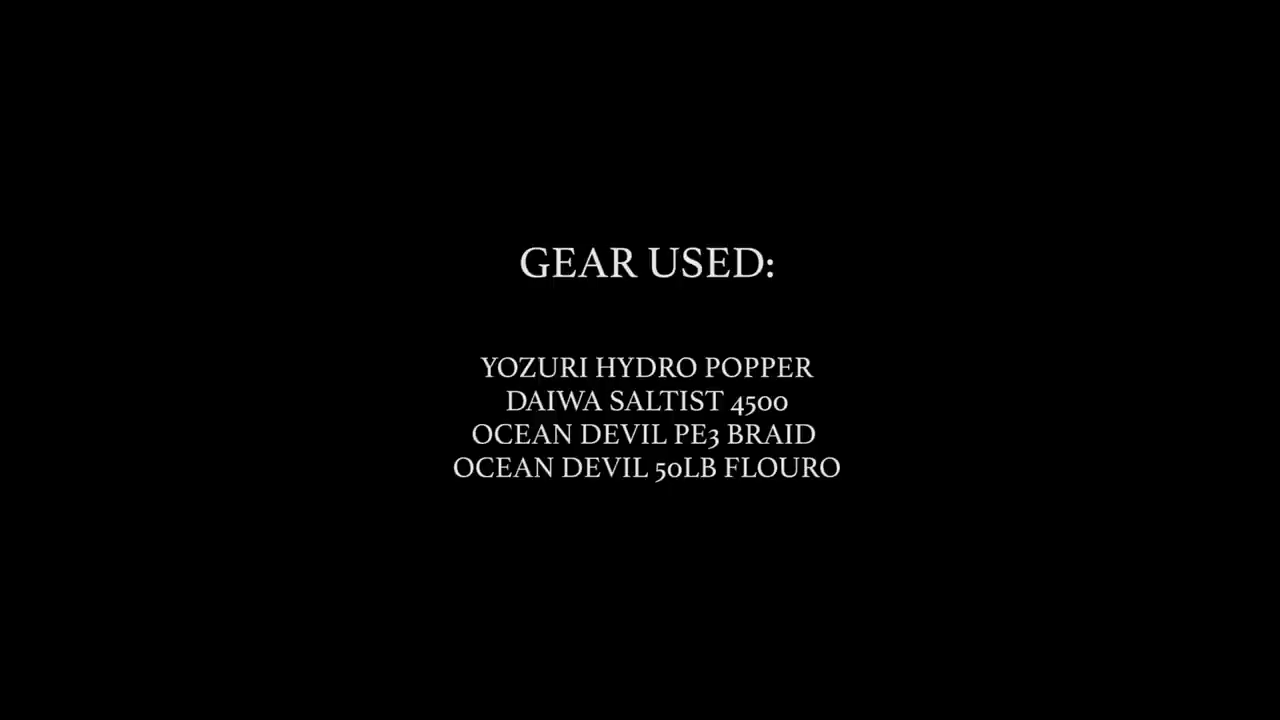 GEAR USED:
YOZURI HYDRO POPPER
DAIWA SALTIST 4500
OCEAN DEVIL PE3 BRAID
OCEAN DEVIL 50LB FLOURO